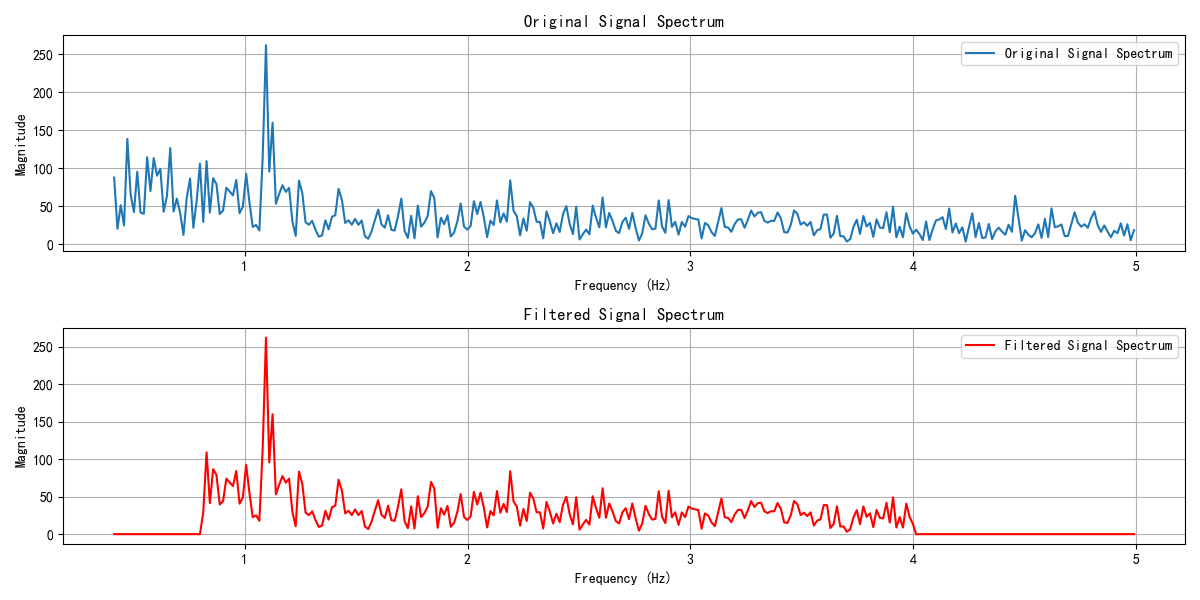 Original Signal Spectrum
Original Signal Spectrum
Magnitude
250
200
150
100
50
0
1
2
3
4
5
Frequency (Hz)
Filtered Signal Spectrum
Filtered Signal Spectrum
Magnitude
250
200
150
100
50
0
1
2
3
4
5
Frequency (Hz)